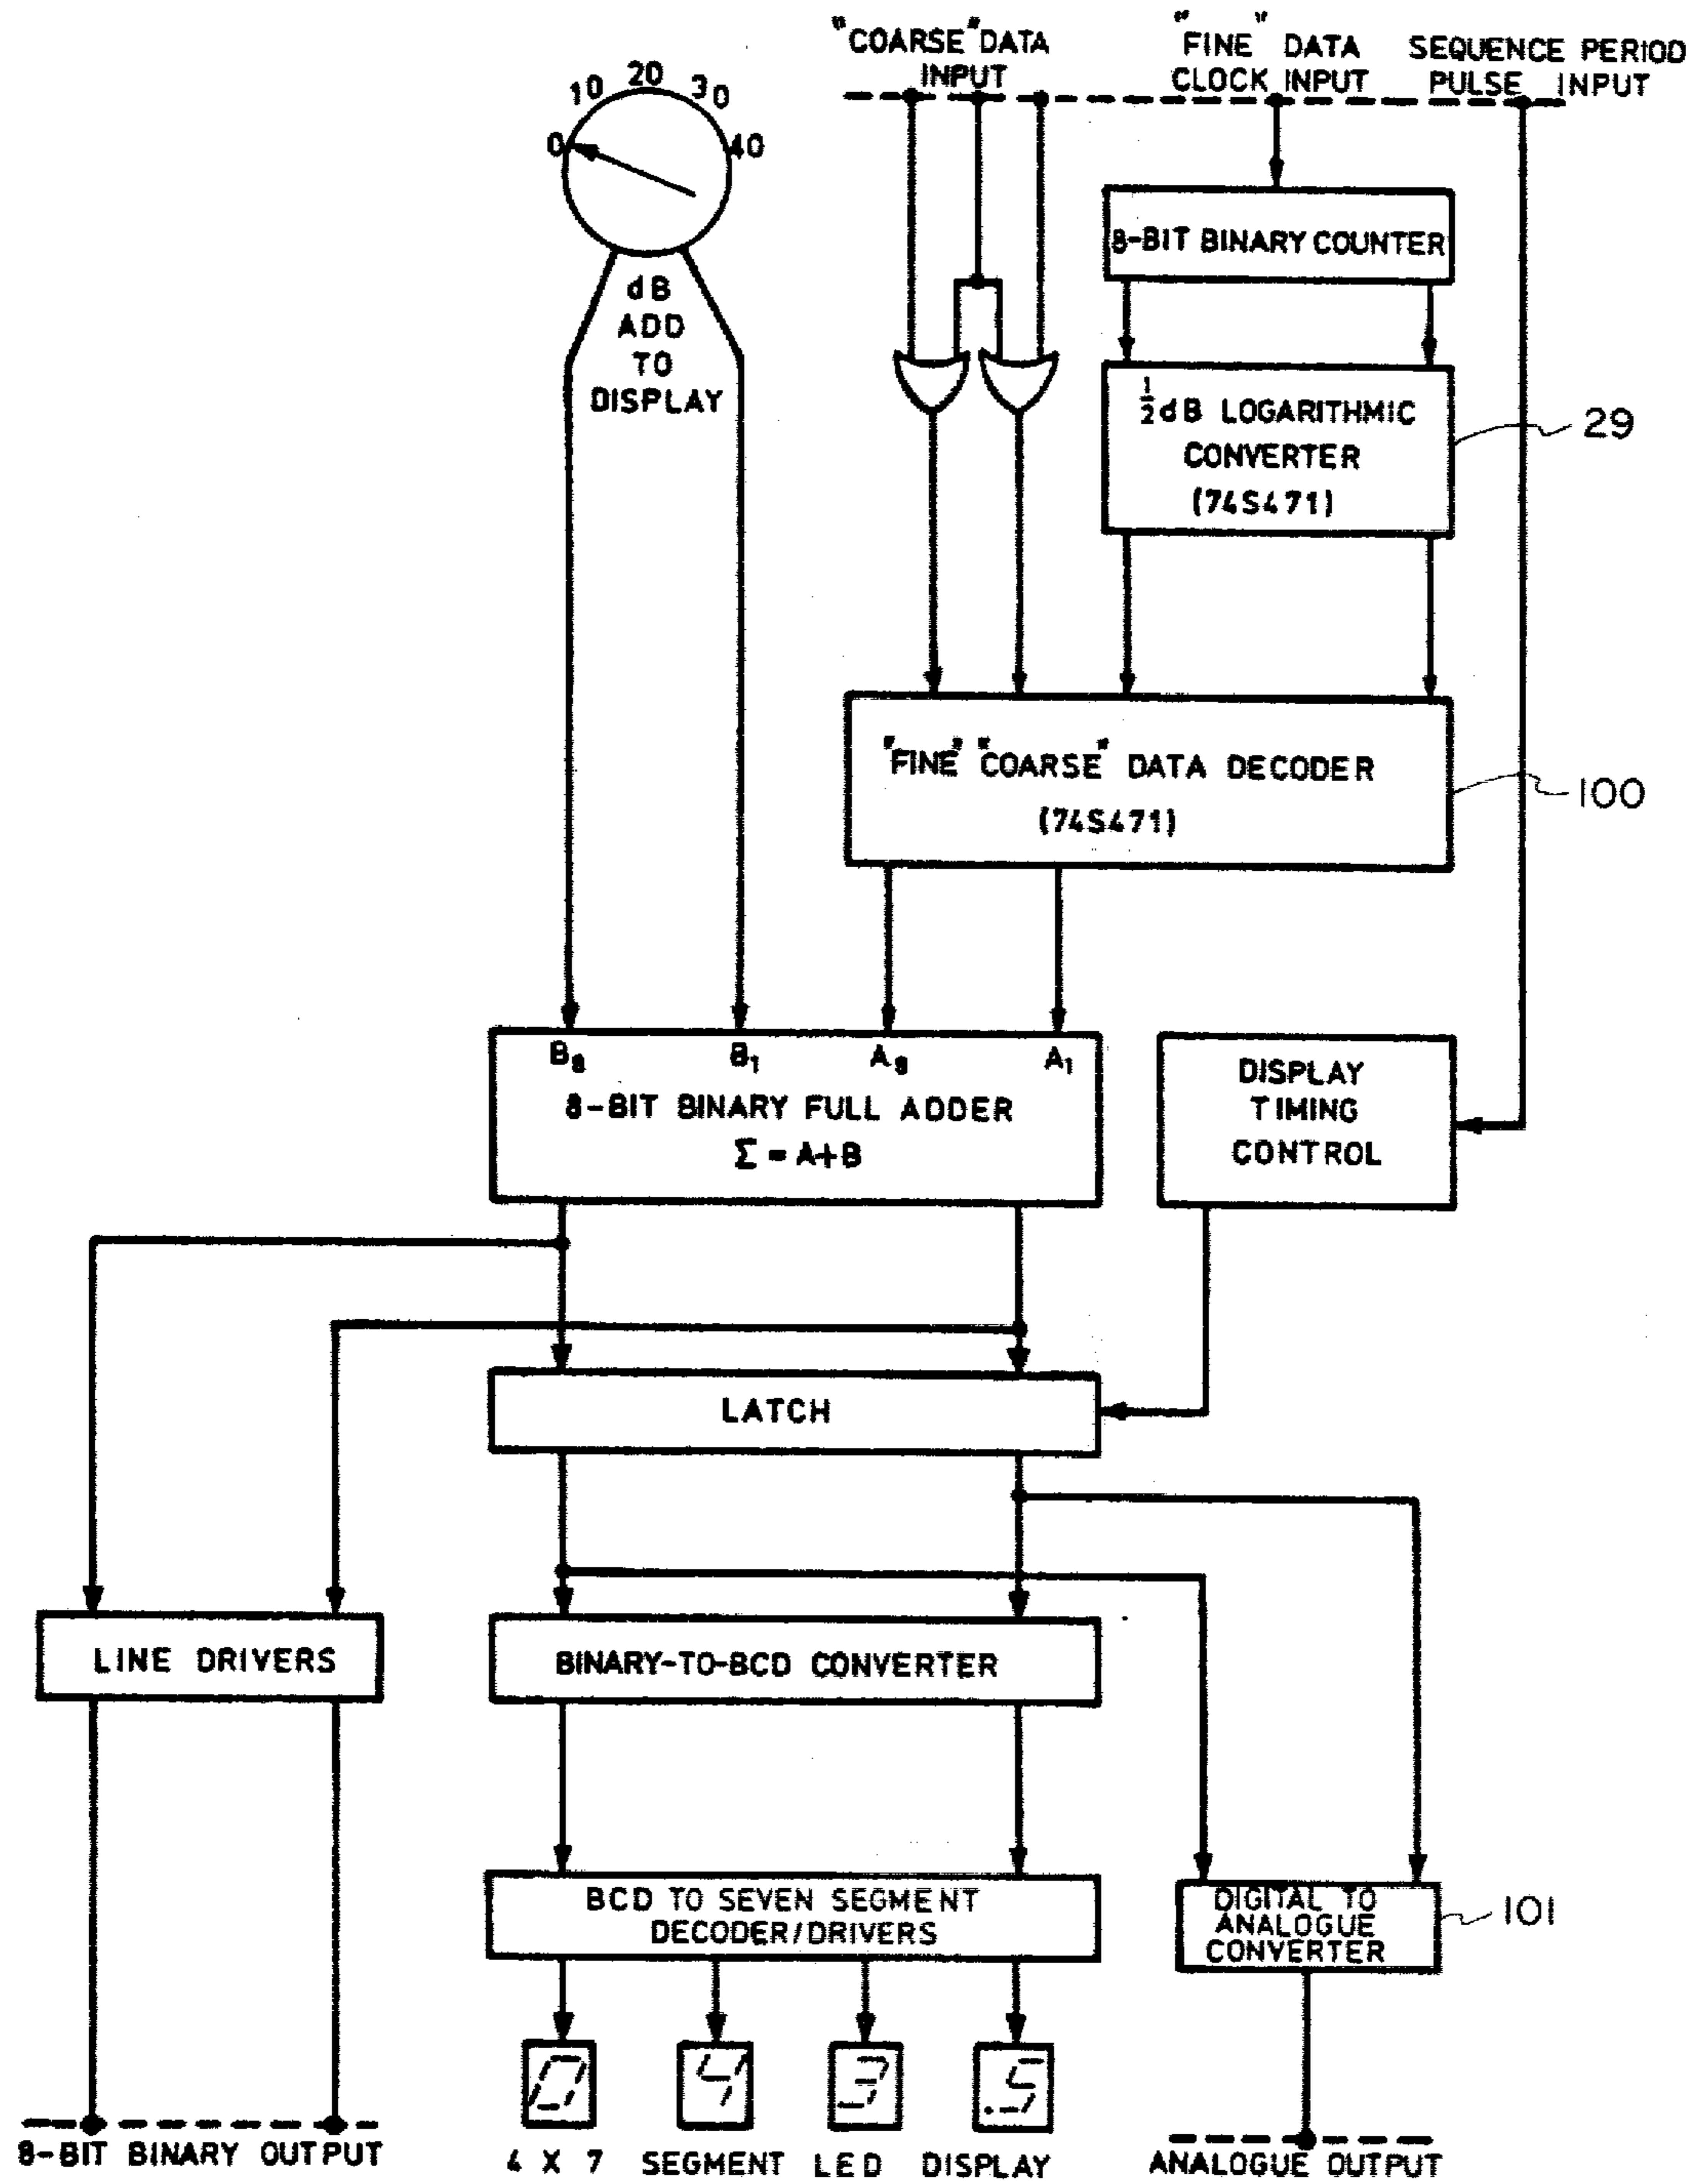 "COARSE" DATA
INPUT
"FINE" DATA
CLOCK INPUT
SEQUENCE PERIOD
PULSE INPUT
0 10 20 30 40
dB
ADD
TO
DISPLAY
8-BIT BINARY COUNTER
½dB LOGARITHMIC
CONVERTER
(74S471)
29
"FINE" "COARSE" DATA DECODER
(74S471)
100
B8 B1 A8 A1
8-BIT BINARY FULL ADDER
Σ = A+B
DISPLAY
TIMING
CONTROL
LATCH
LINE DRIVERS
BINARY-TO-BCD CONVERTER
BCD TO SEVEN SEGMENT
DECODER/DRIVERS
DIGITAL TO
ANALOGUE
CONVERTER
101
0 4 3 .5
8-BIT BINARY OUTPUT
4 X 7 SEGMENT LED DISPLAY
ANALOGUE OUTPUT